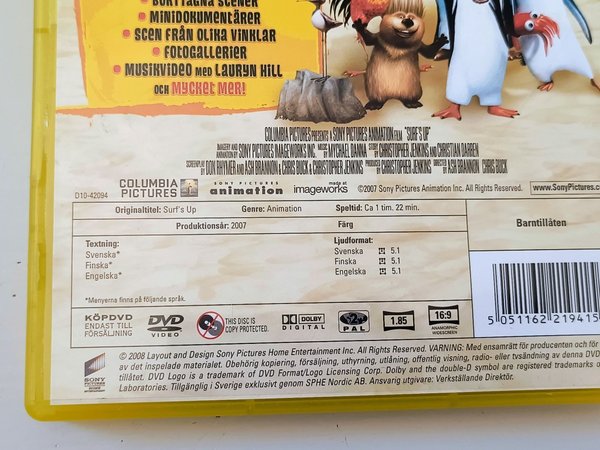 BORTTAGNA SCENER
• MINIDOKUMENTÄRER
• SCEN FRÅN OLIKA VINKLAR
• FOTOGALLERIER
• MUSIKVIDEO MED LAURYN HILL
OCH MYCKET MER!
COLUMBIA PICTURES PRESENTS A SONY PICTURES ANIMATION FILM "SURF'S UP"
IMAGERY AND ANIMATION BY SONY PICTURES IMAGEWORKS INC. MUSIC BY MYCHAEL DANNA STORY BY CHRISTOPHER JENKINS AND CHRISTIAN DARREN
SCREENPLAY BY DON RHYMER AND ASH BRANNON & CHRIS BUCK & CHRISTOPHER JENKINS PRODUCED BY CHRISTOPHER JENKINS DIRECTED BY ASH BRANNON CHRIS BUCK
COLUMBIA PICTURES
SONY PICTURES animation
made at imageworks
©2007 Sony Pictures Animation Inc. All Rights Reserved.
www.SonyPictures
D10-42094
Originaltitel: Surf's Up Genre: Animation Speltid: Ca 1 tim. 22 min.
Produktionsår: 2007 Färg
Barntillåten
Textning: Ljudformat:
Svenska* Svenska 5.1
Finska* Finska 5.1
Engelska* Engelska 5.1
*Menyerna finns på följande språk.
KÖPDVD
ENDAST TILL
FÖRSÄLJNING
DVD
VIDEO
THIS DISC IS
COPY PROTECTED
DOLBY
DIGITAL
2
PAL
1.85
16:9
ANAMORPHIC
WIDESCREEN
5 051162 219415
SONY
PICTURES
© 2008 Layout and Design Sony Pictures Home Entertainment Inc. All Rights Reserved. VARNING: Med ensamrätt för producenten och för
av det inspelade materialet. Obehörig kopiering, försäljning, uthyrning, utlåning, offentlig visning, radio- eller tvsändning av denna DVD
tillåtet. DVD Logo is a trademark of DVD Format/Logo Licensing Corp. Dolby and the double-D symbol are registered trademarks o
Laboratories. Tillgänglig i Sverige exklusivt genom SPHE Nordic AB. Ansvarig utgivare: Verkställande Direktör.